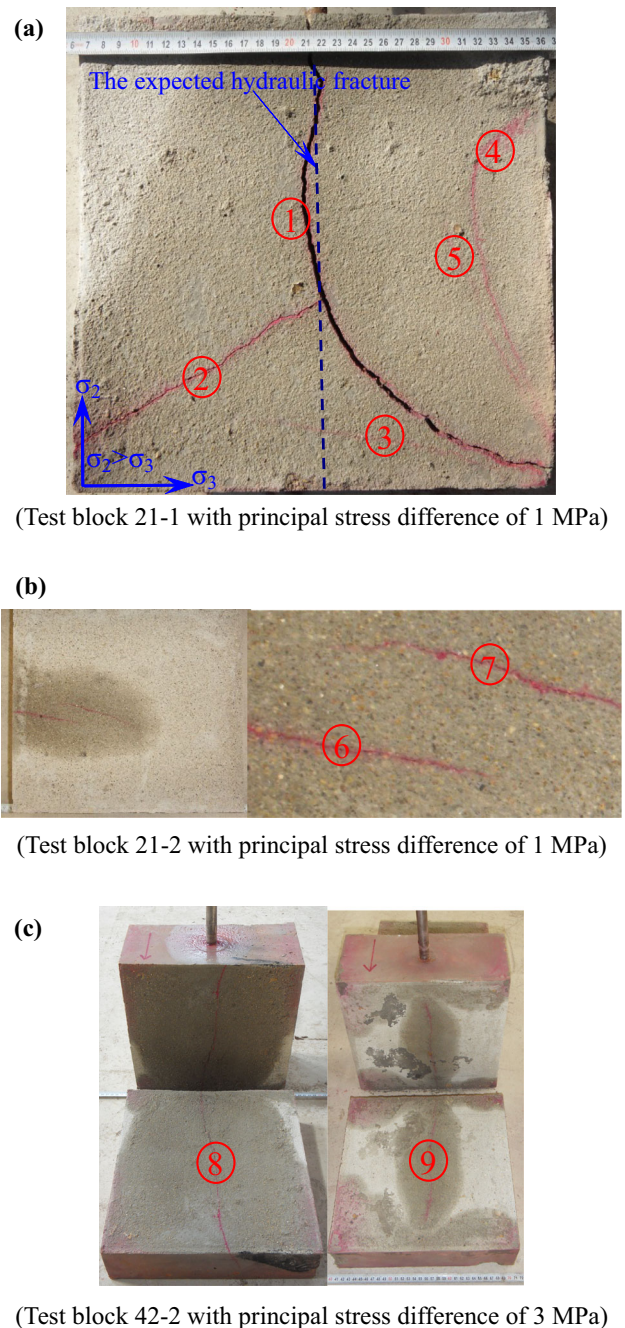 (a)
6 7 8 9 10 11 12 13 14 15 16 17 18 19 20 21 22 23 24 25 26 27 28 29 30 31 32 33 34 35 36
The expected hydraulic fracture
4
1
5
2
3
σ2
σ2>σ3
σ3
(Test block 21-1 with principal stress difference of 1 MPa)
(b)
7
6
(Test block 21-2 with principal stress difference of 1 MPa)
(c)
8
9
(Test block 42-2 with principal stress difference of 3 MPa)